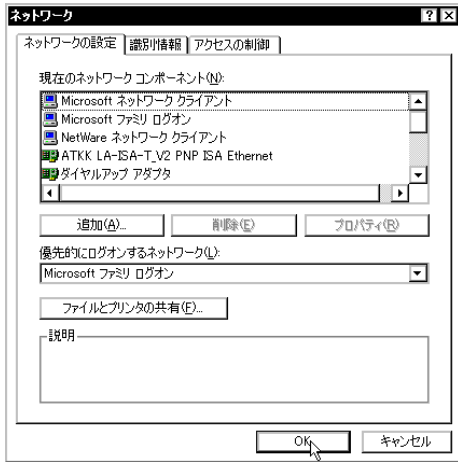 ネットワーク
ネットワークの設定 識別情報 アクセスの制御
現在のネットワーク コンポーネント(N):
Microsoft ネットワーク クライアント
Microsoft ファミリ ログオン
NetWare ネットワーク クライアント
ATKK LA-ISA-T_V2 PNP ISA Ethernet
ダイヤルアップ アダプタ
追加(A)... 削除(E) プロパティ(R)
優先的にログオンするネットワーク(L):
Microsoft ファミリ ログオン
ファイルとプリンタの共有(F)...
説明
OK キャンセル